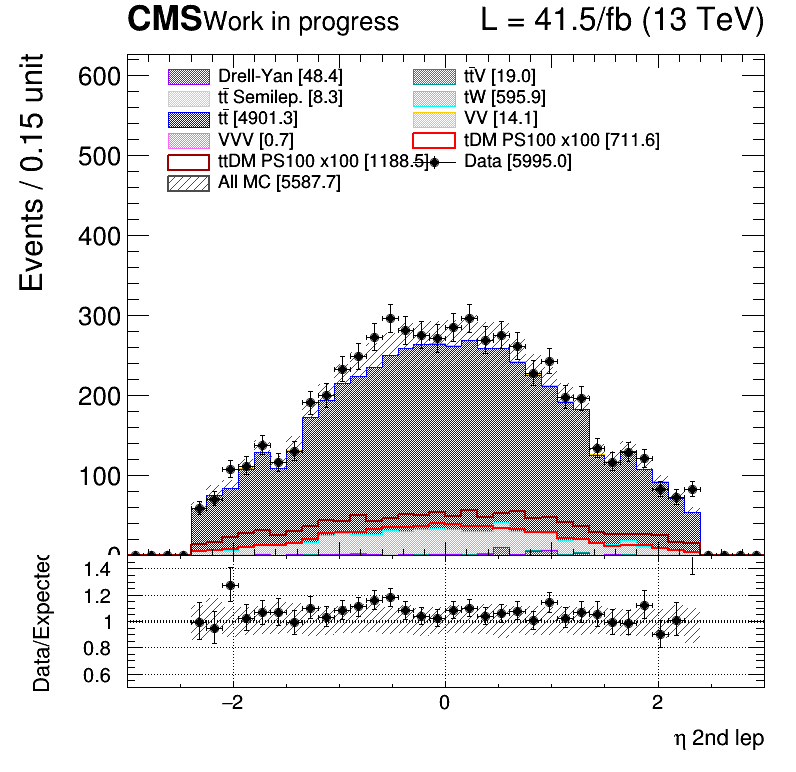 CMS Work in progress L = 41.5/fb (13 TeV)
Events / 0.15 unit
600
500
400
300
200
100
0
Drell-Yan [48.4]
tt̄V [19.0]
tt̄ Semilep. [8.3]
tW [595.9]
tt̄ [4901.3]
VV [14.1]
VVV [0.7]
tDM PS100 x100 [711.6]
ttDM PS100 x100 [1188.5]
Data [5995.0]
All MC [5587.7]
Data/Expected
1.4
1.2
1
0.8
0.6
−2 0 2
η 2nd lep